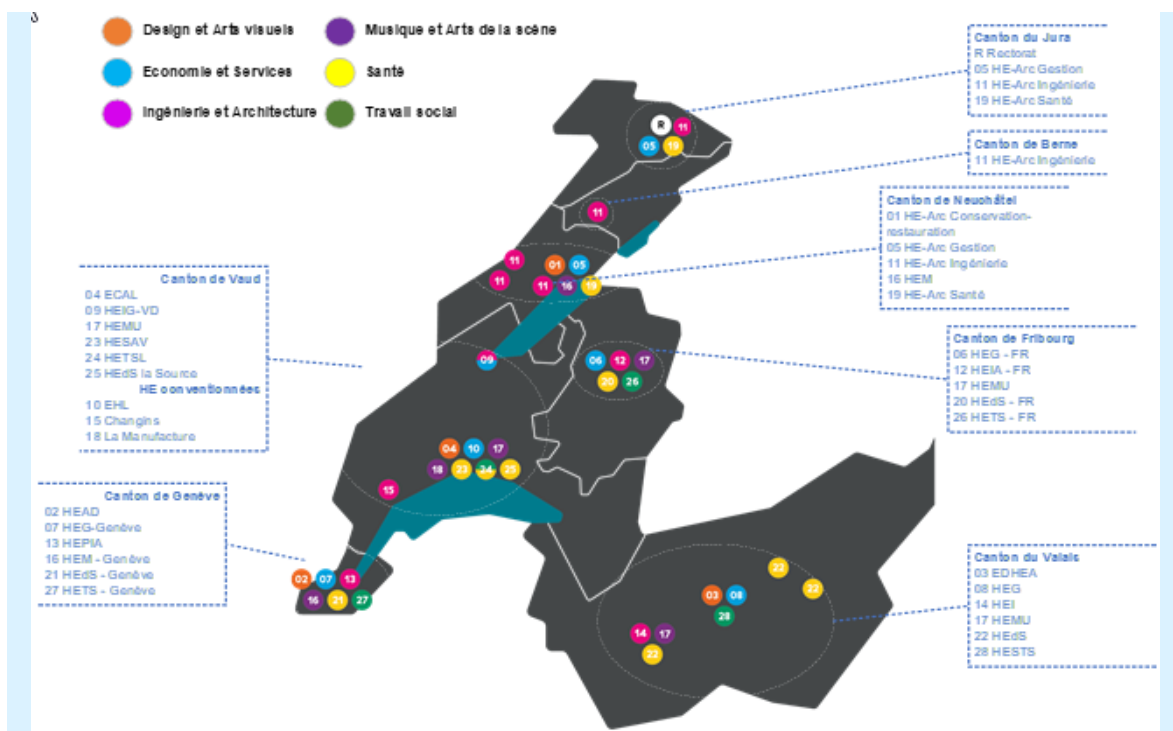 Design et Arts visuels
Musique et Arts de la scène
Economie et Services
Santé
Ingénierie et Architecture
Travail social
Canton du Jura
R Rectorat
05 HE-Arc Gestion
11 HE-Arc Ingénierie
19 HE-Arc Santé
Canton de Berne
11 HE-Arc Ingénierie
Canton de Neuchâtel
01 HE-Arc Conservation-
restauration
05 HE-Arc Gestion
11 HE-Arc Ingénierie
16 HEM
19 HE-Arc Santé
Canton de Vaud
04 ECAL
09 HEIG-VD
17 HEMU
23 HESAV
24 HETSL
25 HEdS la Source
HE conventionnées
10 EHL
15 Changins
18 La Manufacture
Canton de Fribourg
06 HEG - FR
12 HEIA - FR
17 HEMU
20 HEdS - FR
26 HETS - FR
Canton de Genève
02 HEAD
07 HEG-Genève
13 HEPIA
16 HEM - Genève
21 HEdS - Genève
27 HETS - Genève
Canton du Valais
03 EDHEA
08 HEG
14 HEI
17 HEMU
22 HEdS
28 HESTS
R 11
05 19
11
11 01 05
11 11 16 19
09
06 12 17
20 26
04 10 17
18 23 24 25
15
02 07 13
16 21 27
22
03 08 22
28
14 17
22